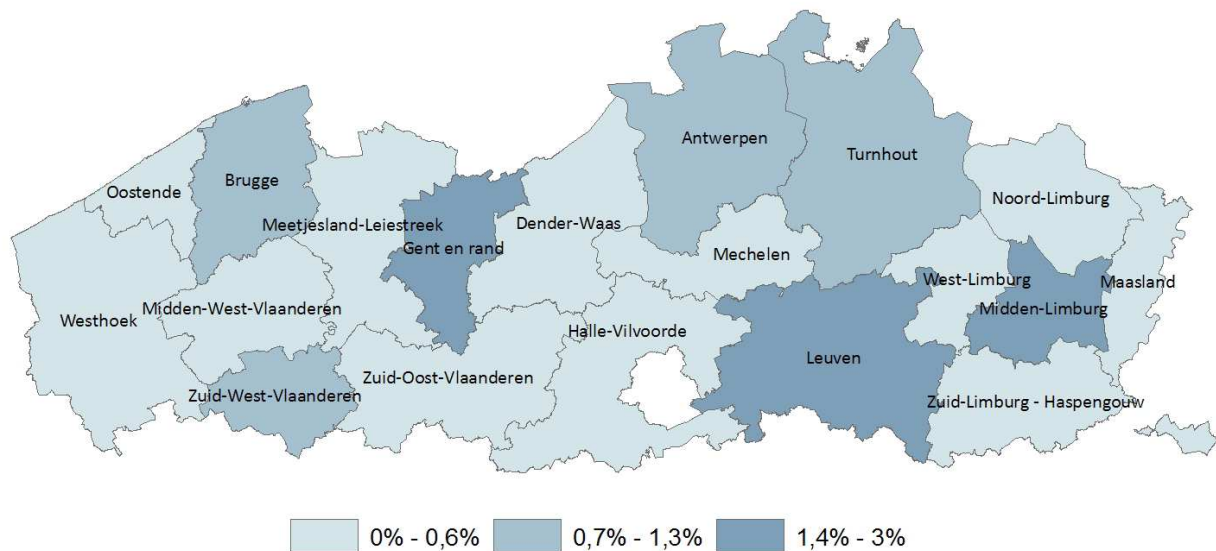 Antwerpen
Turnhout
Brugge
Oostende
Noord-Limburg
Meetjesland-Leiestreek
Dender-Waas
Gent en rand
Mechelen
West-Limburg
Maasland
Midden-West-Vlaanderen
Midden-Limburg
Westhoek
Halle-Vilvoorde
Leuven
Zuid-Oost-Vlaanderen
Zuid-West-Vlaanderen
Zuid-Limburg - Haspengouw
0% - 0,6% 0,7% - 1,3% 1,4% - 3%